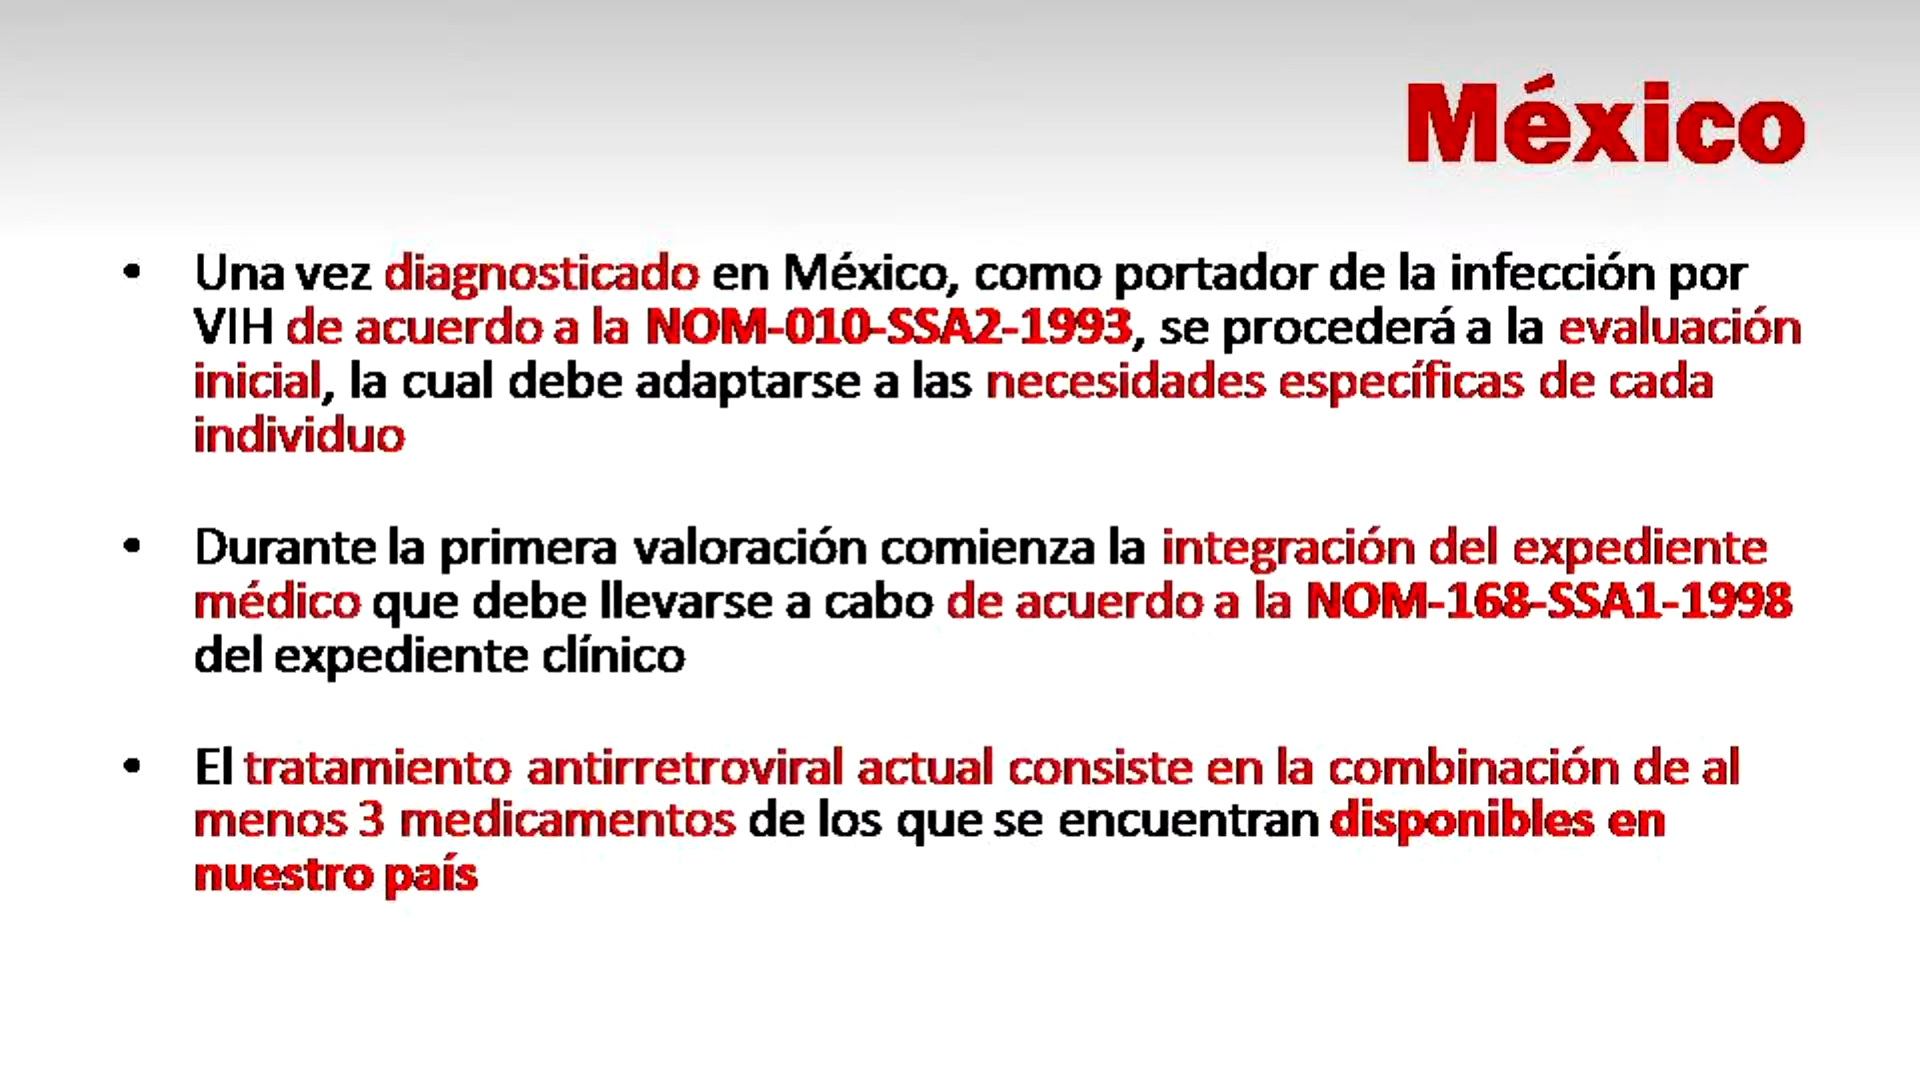 México
• Una vez diagnosticado en México, como portador de la infección por
VIH de acuerdo a la NOM-010-SSA2-1993, se procederá a la evaluación
inicial, la cual debe adaptarse a las necesidades específicas de cada
individuo
• Durante la primera valoración comienza la integración del expediente
médico que debe llevarse a cabo de acuerdo a la NOM-168-SSA1-1998
del expediente clínico
• El tratamiento antirretroviral actual consiste en la combinación de al
menos 3 medicamentos de los que se encuentran disponibles en
nuestro país